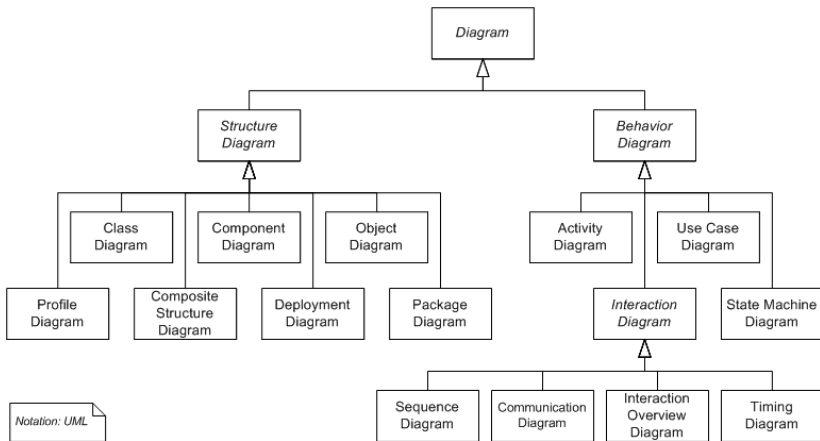 Diagram
Structure
Diagram
Behavior
Diagram
Class
Diagram
Component
Diagram
Object
Diagram
Activity
Diagram
Use Case
Diagram
Profile
Diagram
Composite
Structure
Diagram
Deployment
Diagram
Package
Diagram
Interaction
Diagram
State Machine
Diagram
Sequence
Diagram
Communication
Diagram
Interaction
Overview
Diagram
Timing
Diagram
Notation: UML